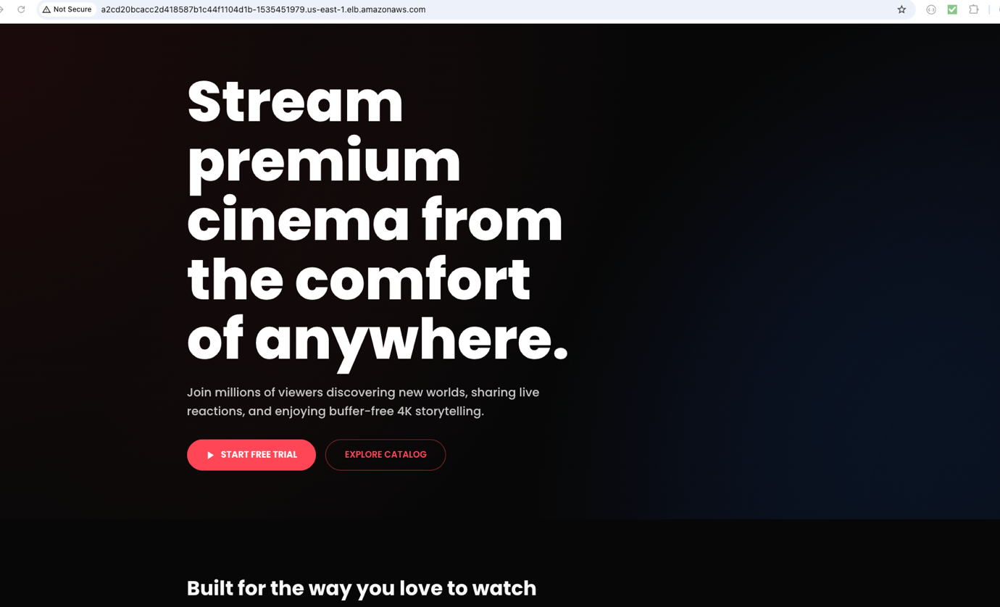 Not Secure a2cd20bcacc2d418587b1c44f1104d1b-1535451979.us-east-1.elb.amazonaws.com
Stream
premium
cinema from
the comfort
of anywhere.
Join millions of viewers discovering new worlds, sharing live
reactions, and enjoying buffer-free 4K storytelling.
START FREE TRIAL EXPLORE CATALOG
Built for the way you love to watch